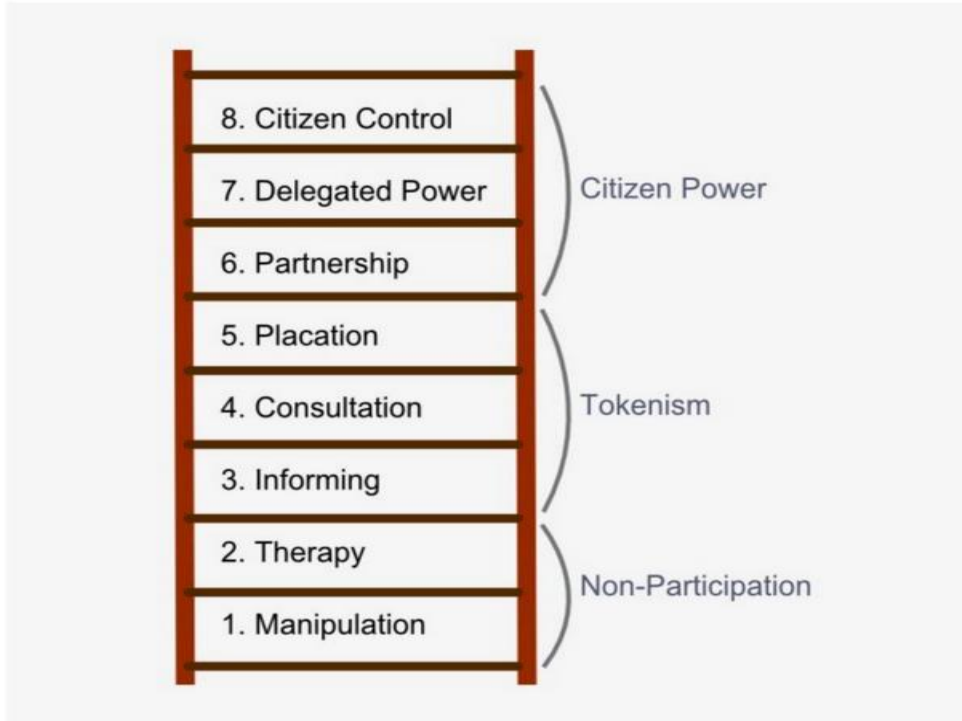 8. Citizen Control
7. Delegated Power
Citizen Power
6. Partnership
5. Placation
4. Consultation
Tokenism
3. Informing
2. Therapy
Non-Participation
1. Manipulation